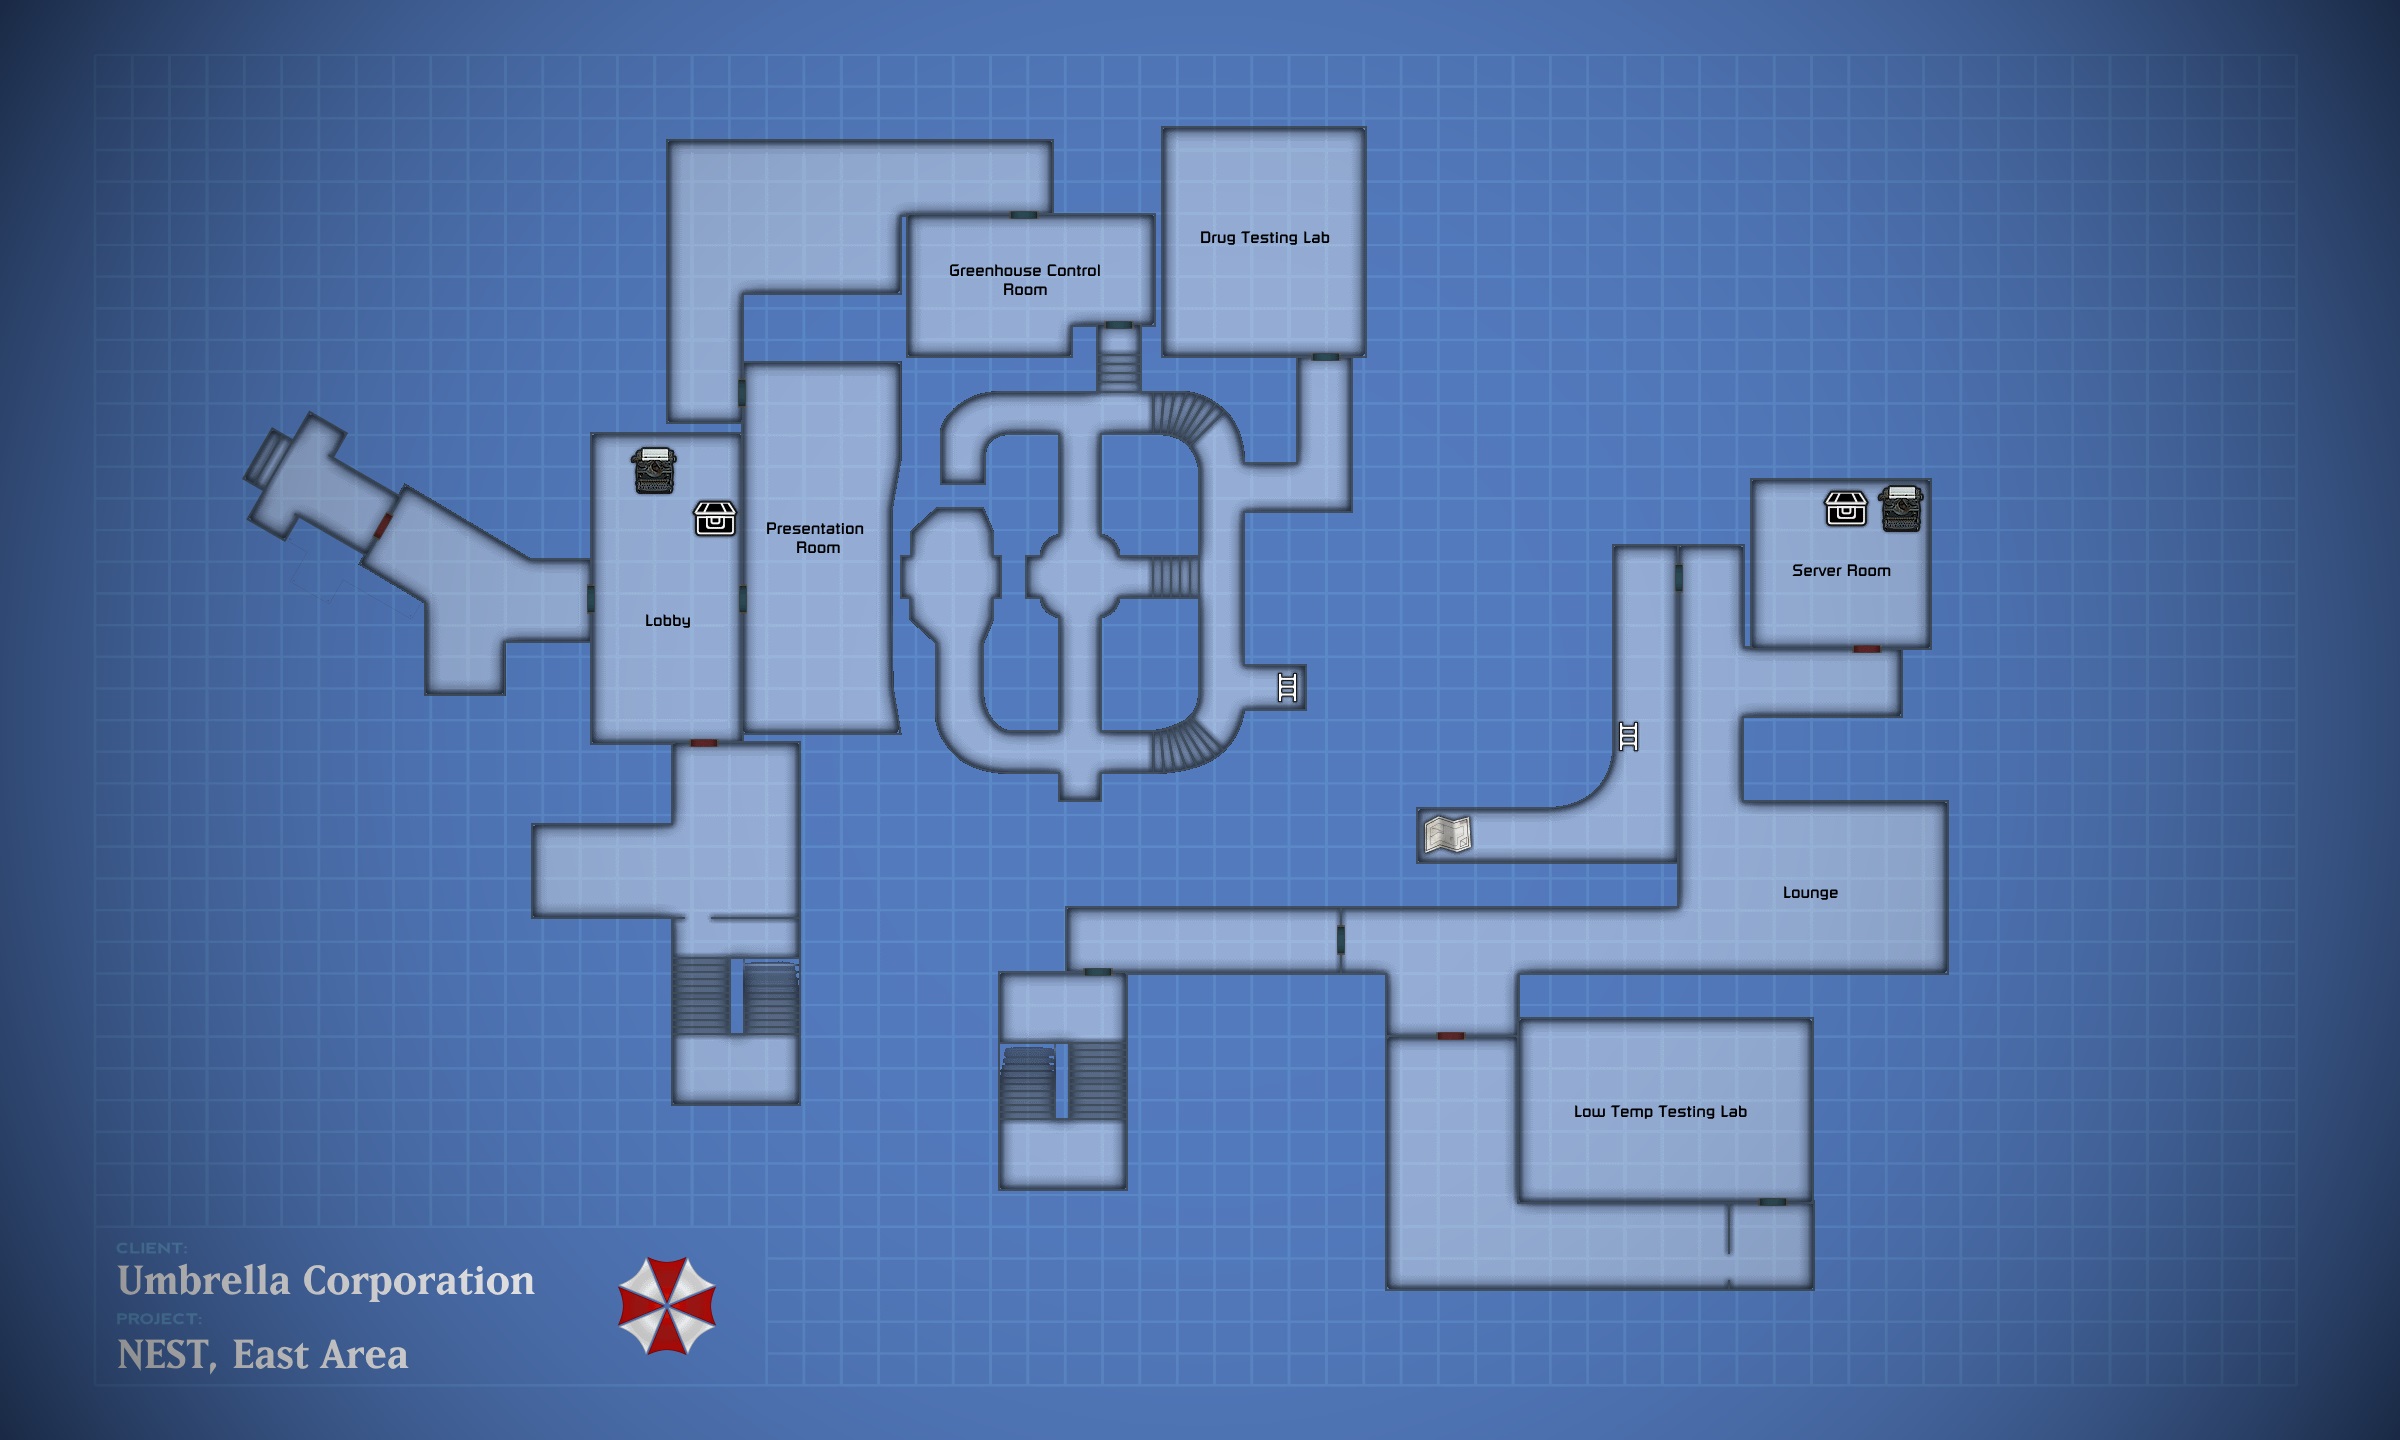 Drug Testing Lab
Greenhouse Control
Room
Presentation
Room
Server Room
Lobby
Lounge
Low Temp Testing Lab
CLIENT:
Umbrella Corporation
PROJECT:
NEST, East Area